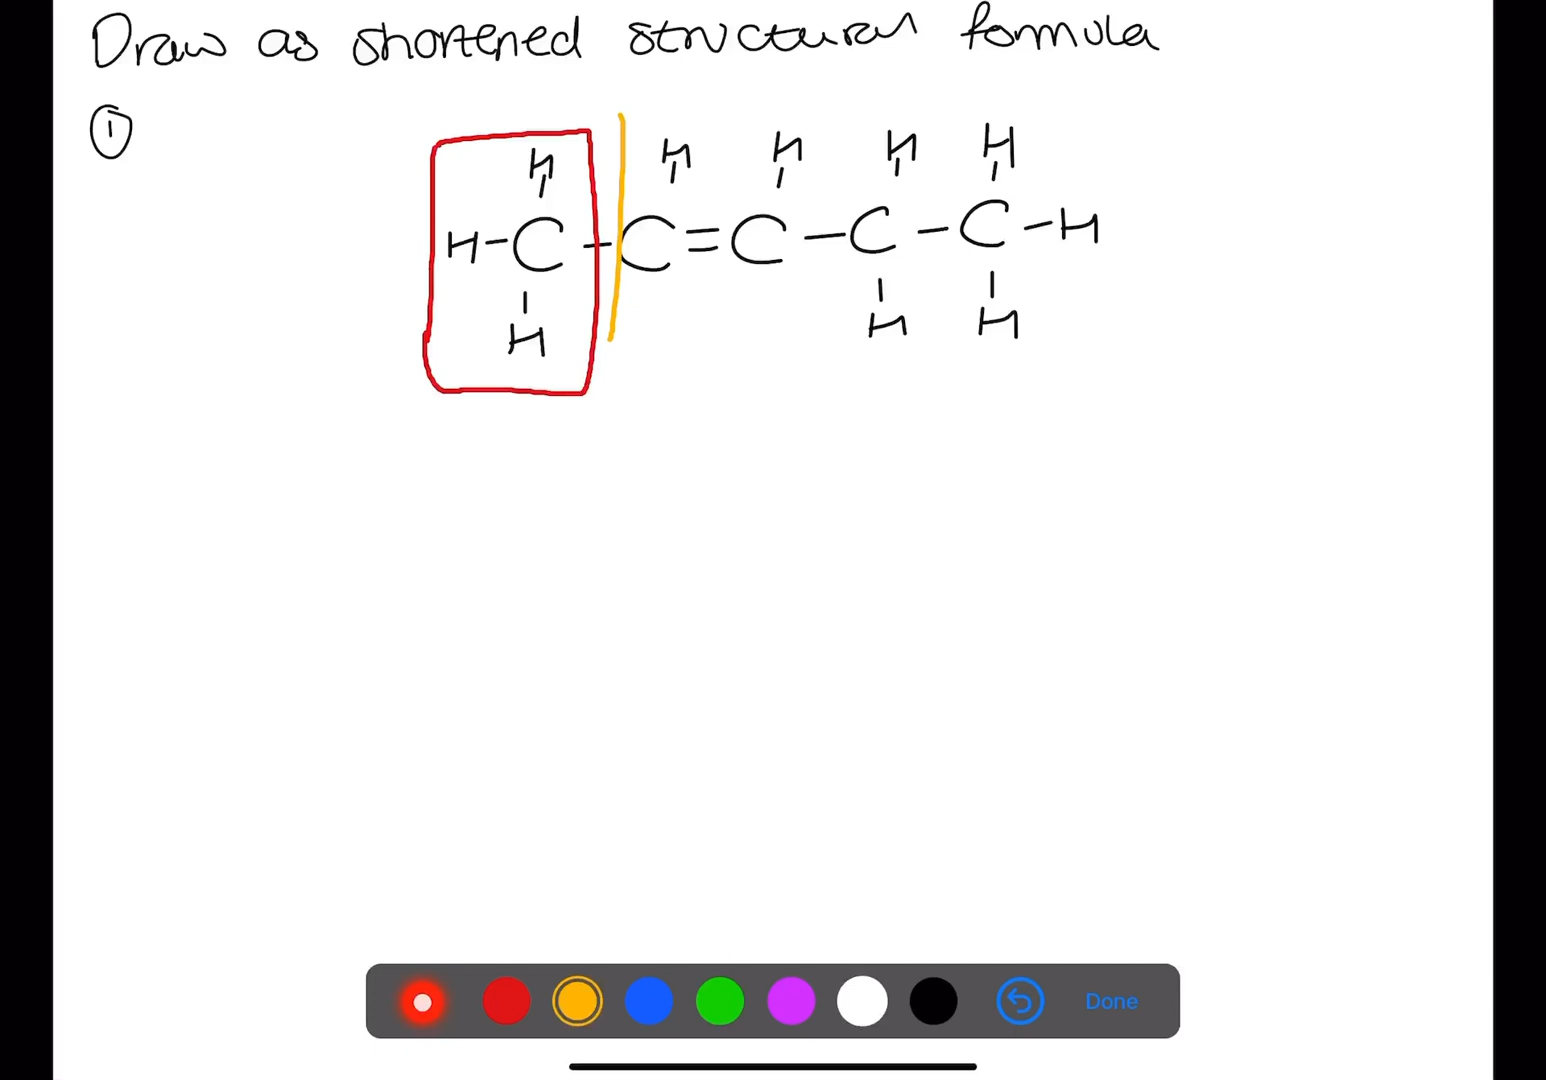 Draw as shortened structural formula
①
H H H H H
H-C-C=C-C-C-H
H H H
Done